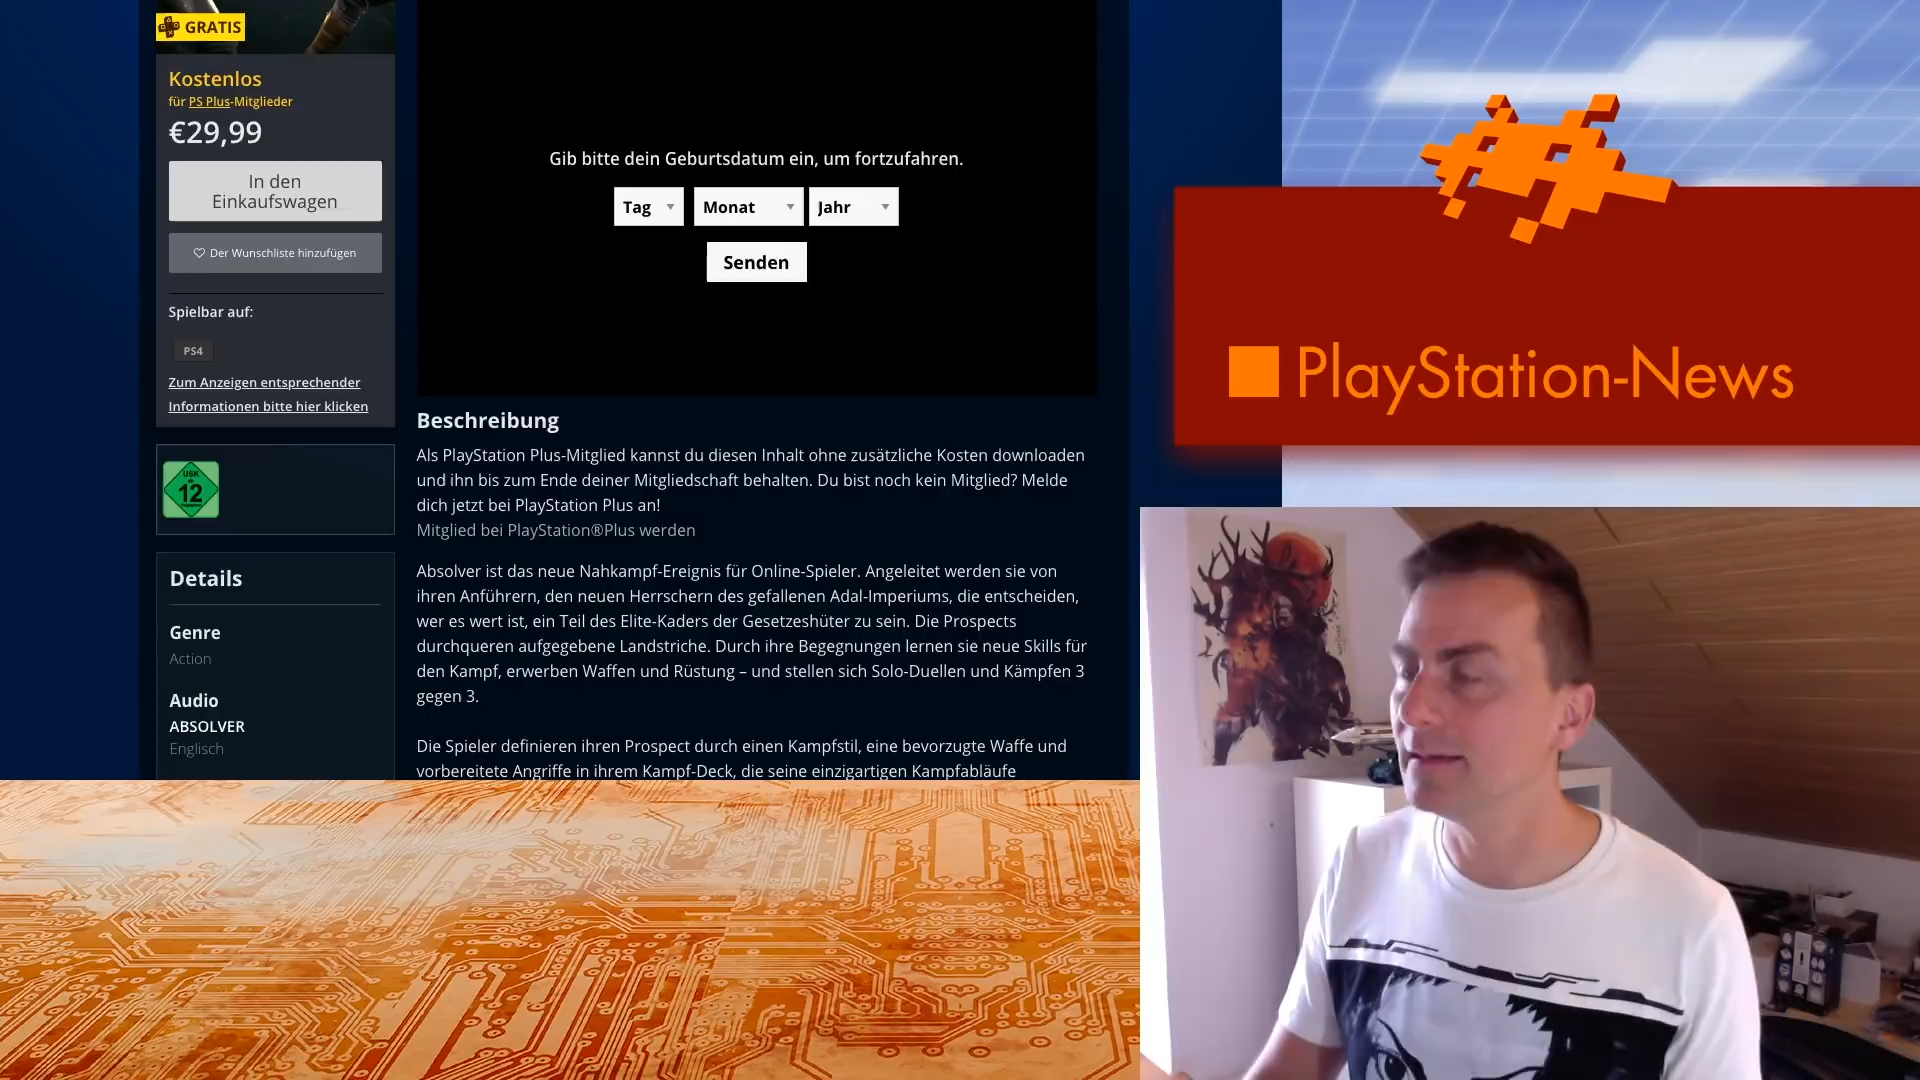 GRATIS
Kostenlos
für PS Plus-Mitglieder
€29,99
In den
Einkaufswagen
Der Wunschliste hinzufügen
Spielbar auf:
PS4
Zum Anzeigen entsprechender
Informationen bitte hier klicken
USK
ab
12
Details
Genre
Action
Audio
ABSOLVER
Englisch
Gib bitte dein Geburtsdatum ein, um fortzufahren.
Tag Monat Jahr
Senden
Beschreibung
Als PlayStation Plus-Mitglied kannst du diesen Inhalt ohne zusätzliche Kosten downloaden
und ihn bis zum Ende deiner Mitgliedschaft behalten. Du bist noch kein Mitglied? Melde
dich jetzt bei PlayStation Plus an!
Mitglied bei PlayStation®Plus werden
Absolver ist das neue Nahkampf-Ereignis für Online-Spieler. Angeleitet werden sie von
ihren Anführern, den neuen Herrschern des gefallenen Adal-Imperiums, die entscheiden,
wer es wert ist, ein Teil des Elite-Kaders der Gesetzeshüter zu sein. Die Prospects
durchqueren aufgegebene Landstriche. Durch ihre Begegnungen lernen sie neue Skills für
den Kampf, erwerben Waffen und Rüstung – und stellen sich Solo-Duellen und Kämpfen 3
gegen 3.
Die Spieler definieren ihren Prospect durch einen Kampfstil, eine bevorzugte Waffe und
vorbereitete Angriffe in ihrem Kampf-Deck, die seine einzigartigen Kampfabläufe
PlayStation-News